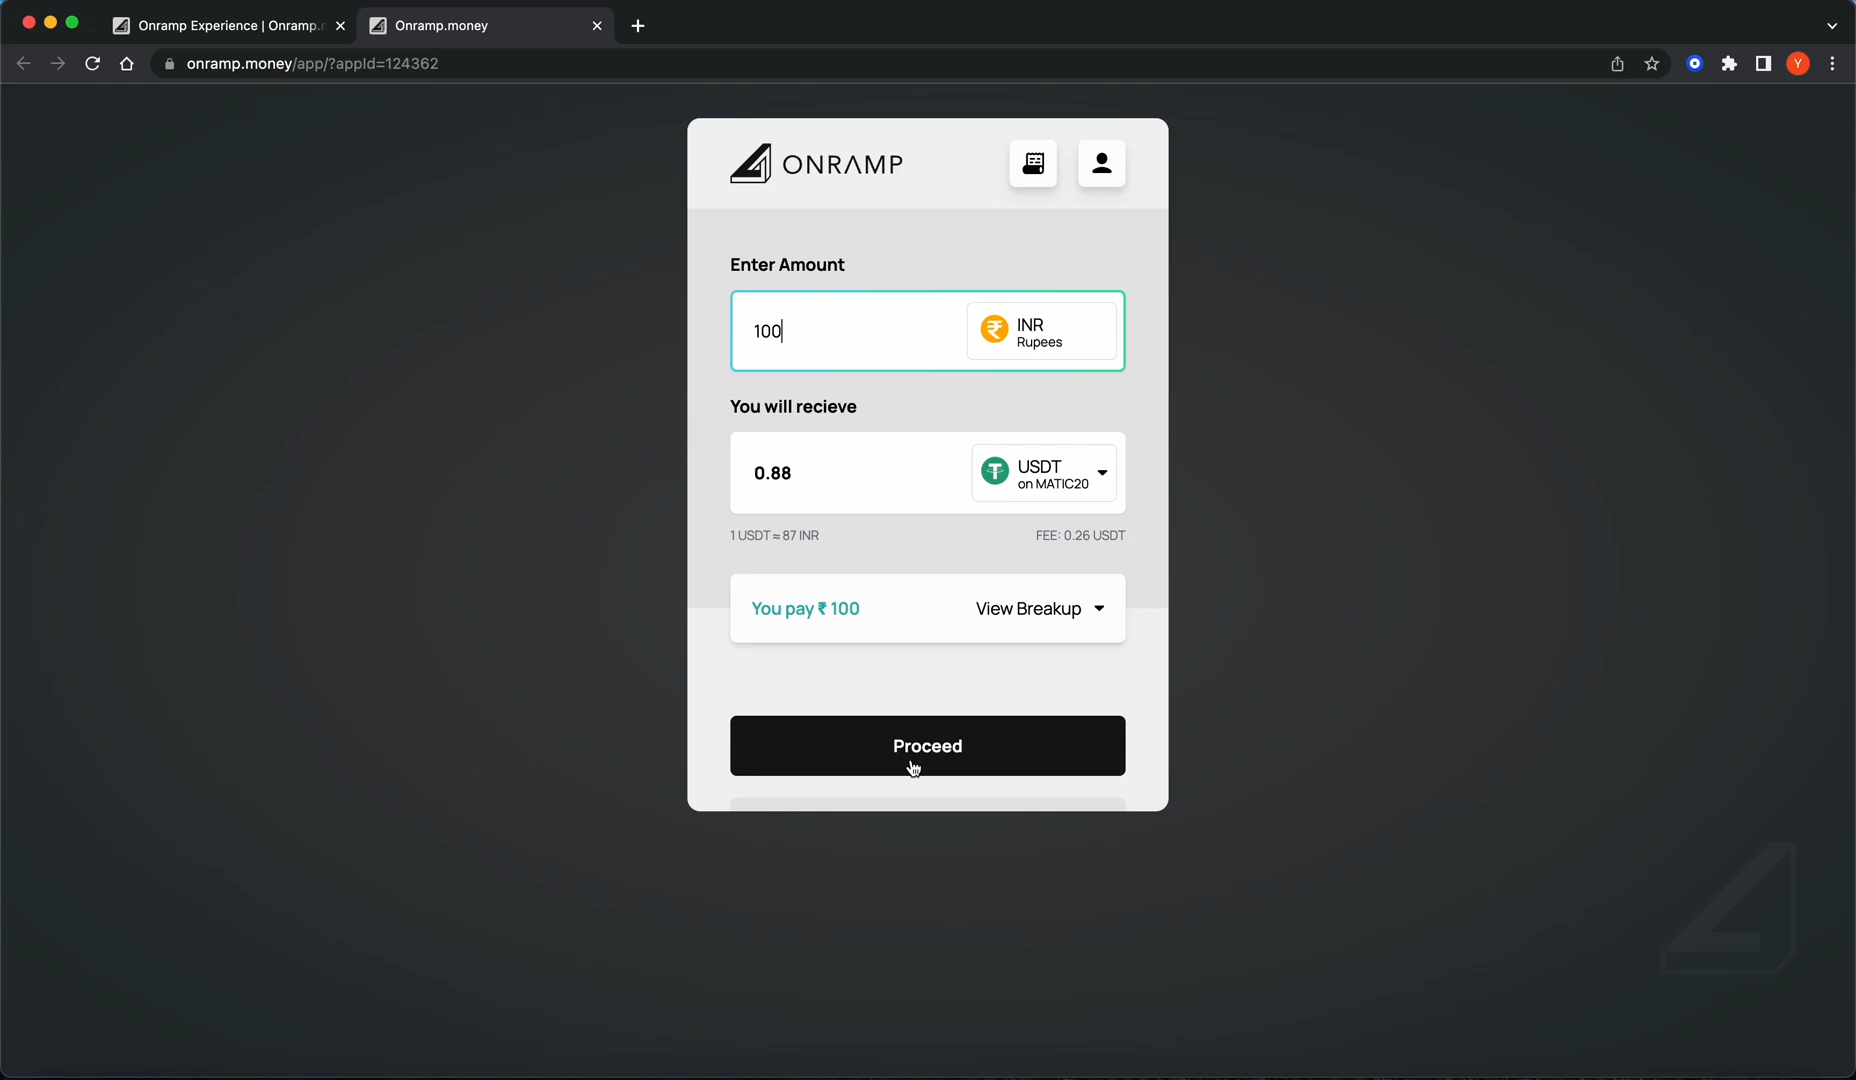 Onramp Experience | Onramp.r
Onramp.money
onramp.money/app/?appId=124362
Y
ONRAMP
Enter Amount
100
INR
Rupees
You will recieve
0.88
USDT
on MATIC20
1 USDT ≈ 87 INR
FEE: 0.26 USDT
You pay ₹ 100
View Breakup
Proceed